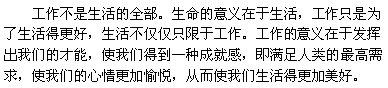 工作不是生活的全部。生命的意义在于生活，工作只是为
了生活得更好，生活不仅仅只限于工作。工作的意义在于发挥
出我们的才能，使我们得到一种成就感，即满足人类的最高需
求，使我们的心情更加愉悦，从而使我们生活得更加美好。